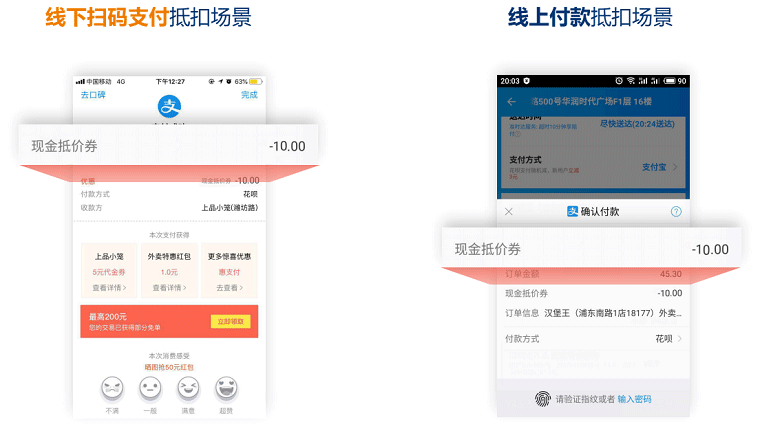 线下扫码支付抵扣场景
中国移动 4G 下午12:27 63%
去口碑 完成
现金抵价券 -10.00
优惠 现金抵价券 -10.00
付款方式 花呗
收款方 上品小笼(潍坊路)
本次支付获得
上品小笼 外卖特惠红包 更多惊喜优惠
5元代金券 1.0元 惠支付
查看详情 查看详情 去查看
最高200元
您的交易已获得部分免单
立即领取
本次消费感受
晒图抢50元红包
不满 一般 满意 超赞
线上付款抵扣场景
20:03 90
路500号华润时代广场F1层 16楼
送达时间 尽快送达(20:24送达)
支付方式 支付宝
支
确认付款
现金抵价券 -10.00
订单金额 45.30
现金抵价券 -10.00
订单信息 汉堡王（浦东南路1店18177）外卖...
付款方式 花呗
请验证指纹或者 输入密码